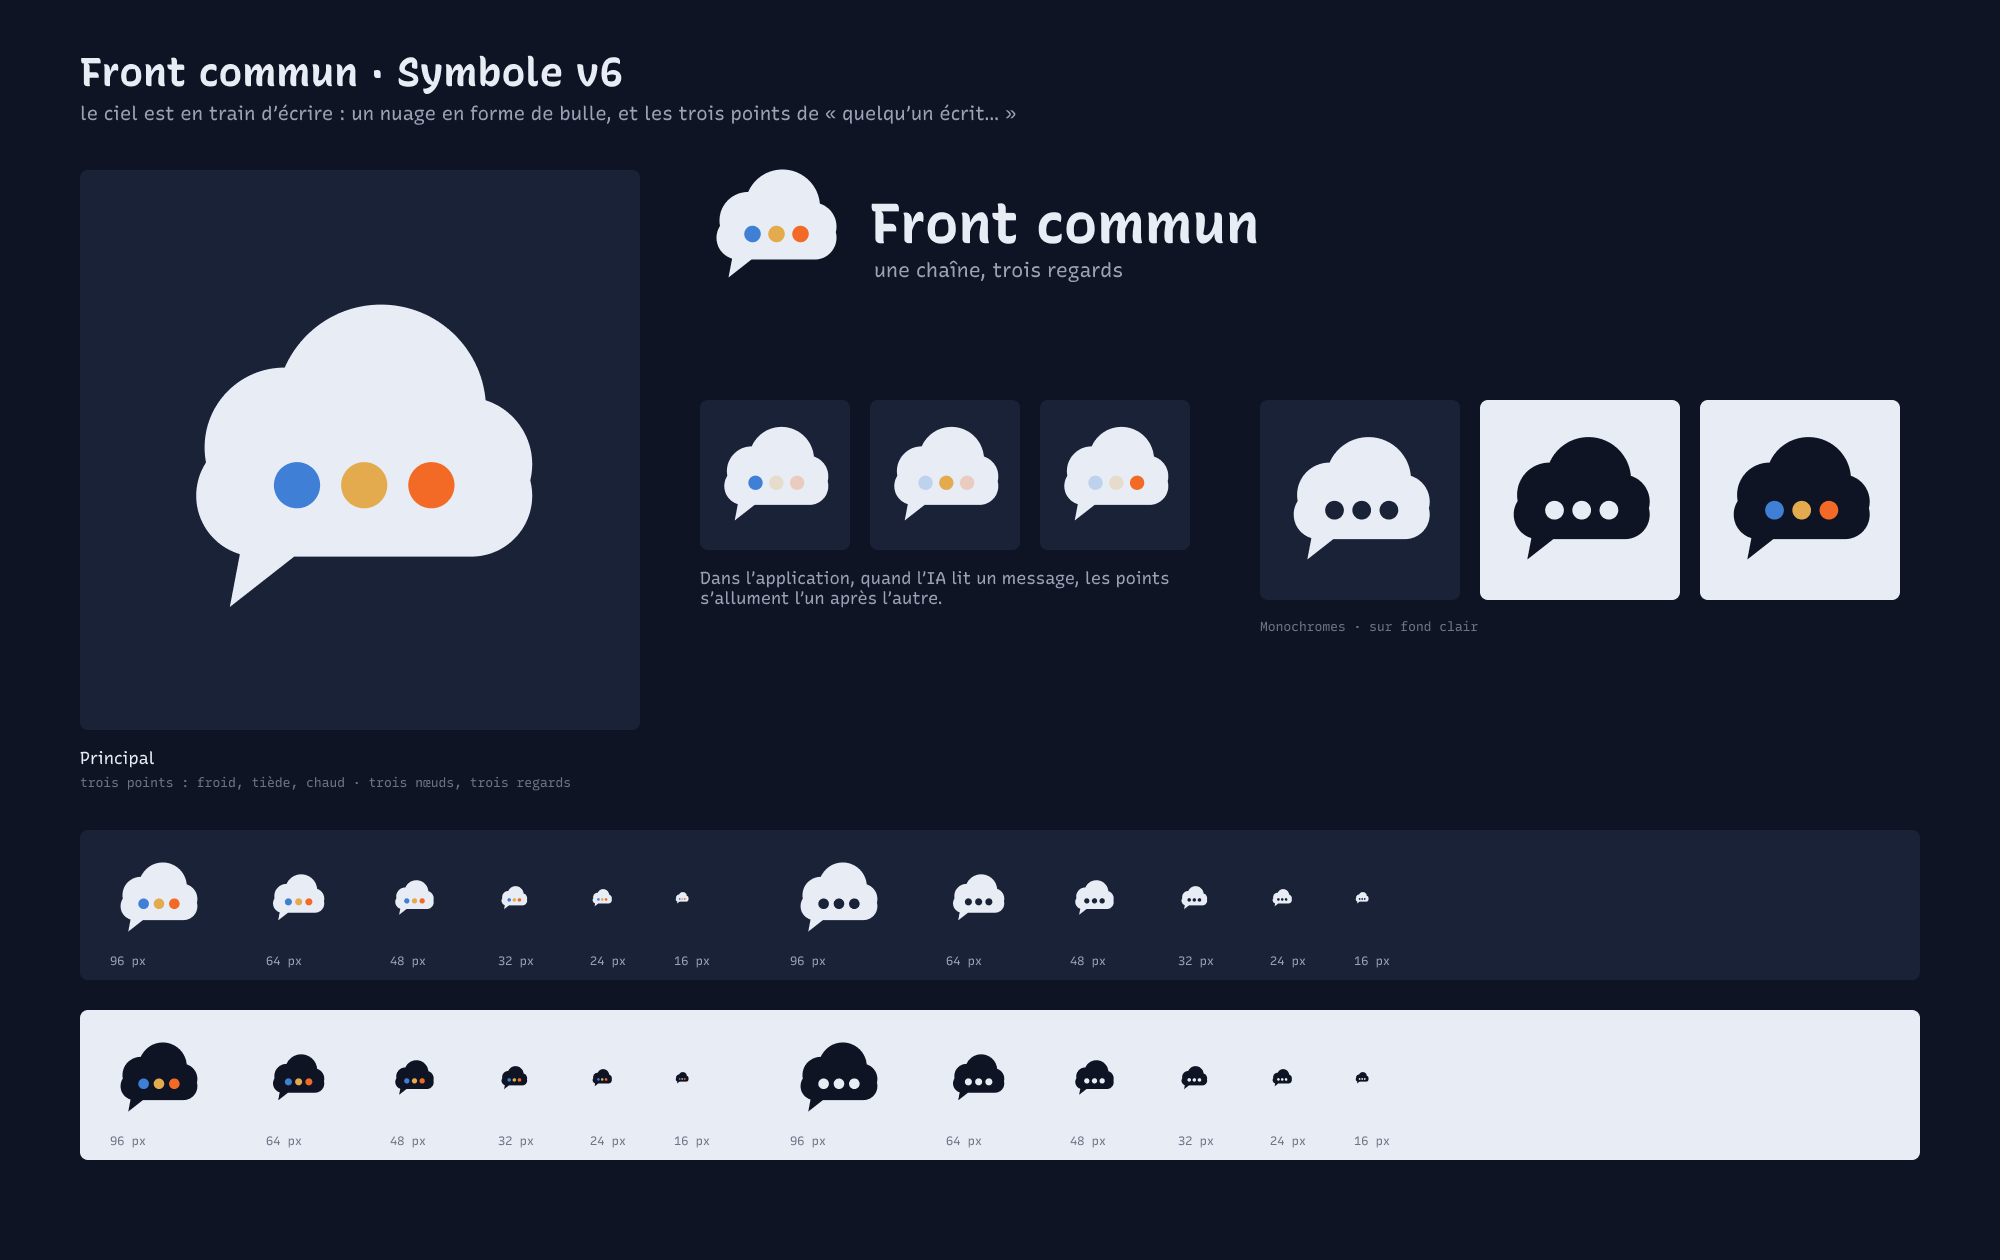 Front commun · Symbole v6
le ciel est en train d’écrire : un nuage en forme de bulle, et les trois points de « quelqu’un écrit… »
Front commun
une chaîne, trois regards
Dans l’application, quand l’IA lit un message, les points
s’allument l’un après l’autre.
Monochromes · sur fond clair
Principal
trois points : froid, tiède, chaud · trois nœuds, trois regards
96 px 64 px 48 px 32 px 24 px 16 px 96 px 64 px 48 px 32 px 24 px 16 px
96 px 64 px 48 px 32 px 24 px 16 px 96 px 64 px 48 px 32 px 24 px 16 px